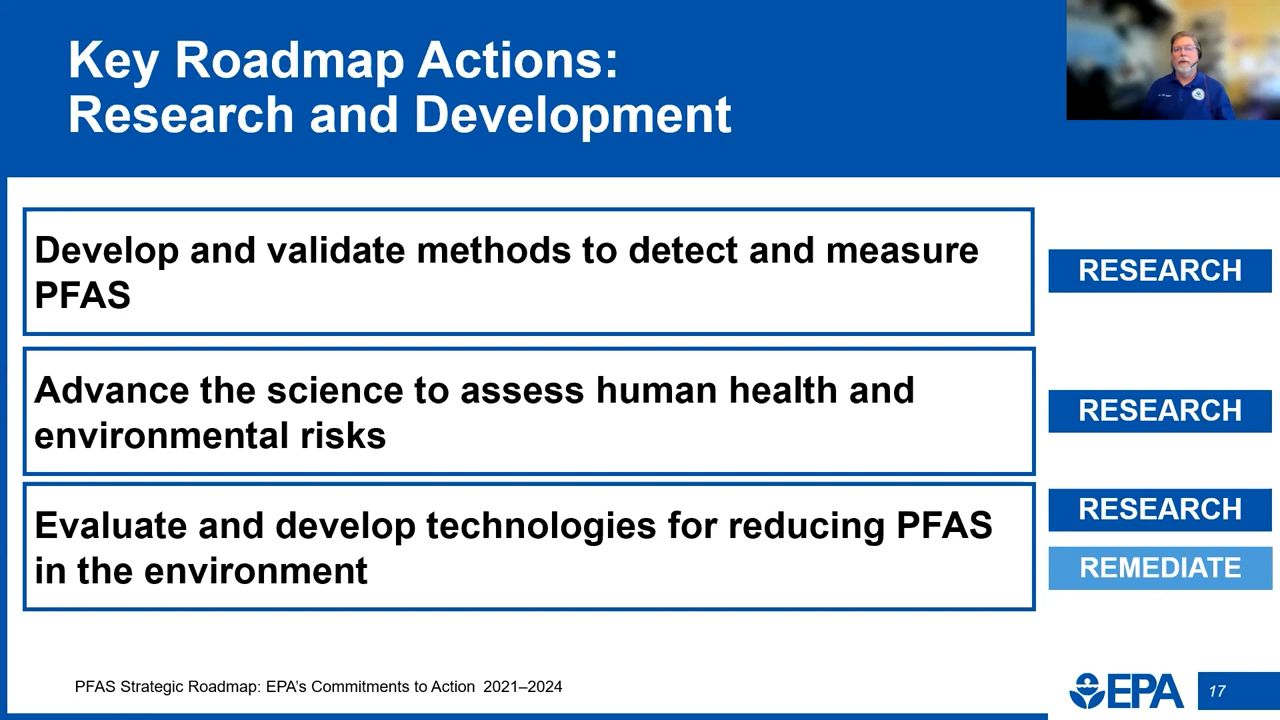 Key Roadmap Actions:
Research and Development
Develop and validate methods to detect and measure
PFAS
RESEARCH
Advance the science to assess human health and
environmental risks
RESEARCH
Evaluate and develop technologies for reducing PFAS
in the environment
RESEARCH
REMEDIATE
PFAS Strategic Roadmap: EPA's Commitments to Action 2021–2024
EPA
17